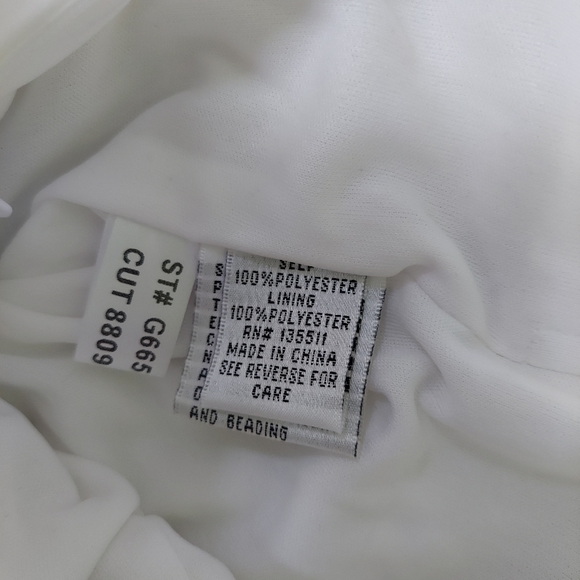 ST# G665
CUT 8809
SELF
100%POLYESTER
LINING
100%POLYESTER
RN# 135511
MADE IN CHINA
SEE REVERSE FOR
CARE
AND BEADING